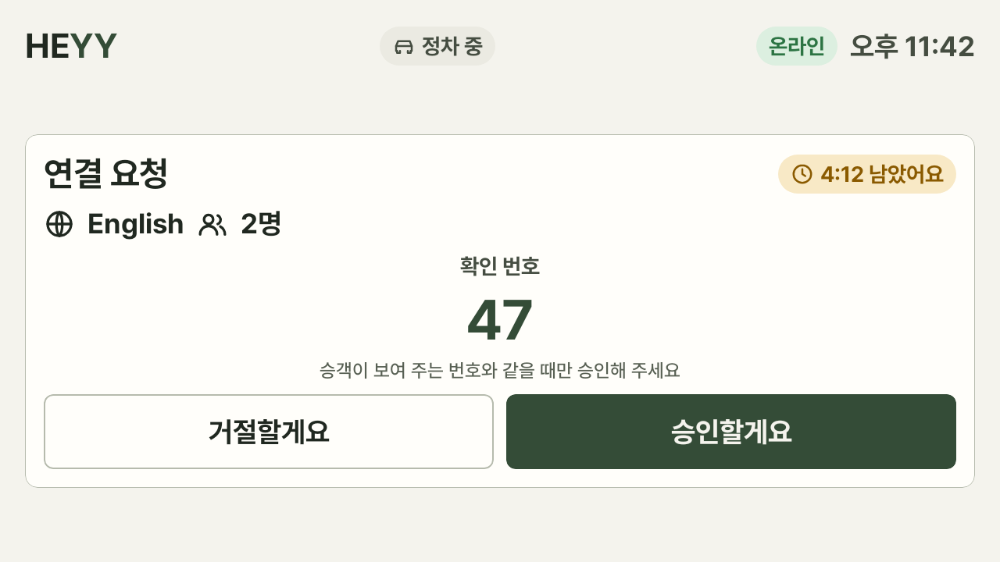 HEYY
정차 중
온라인
오후 11:42
연결 요청
4:12 남았어요
English 2명
확인 번호
47
승객이 보여 주는 번호와 같을 때만 승인해 주세요
거절할게요
승인할게요